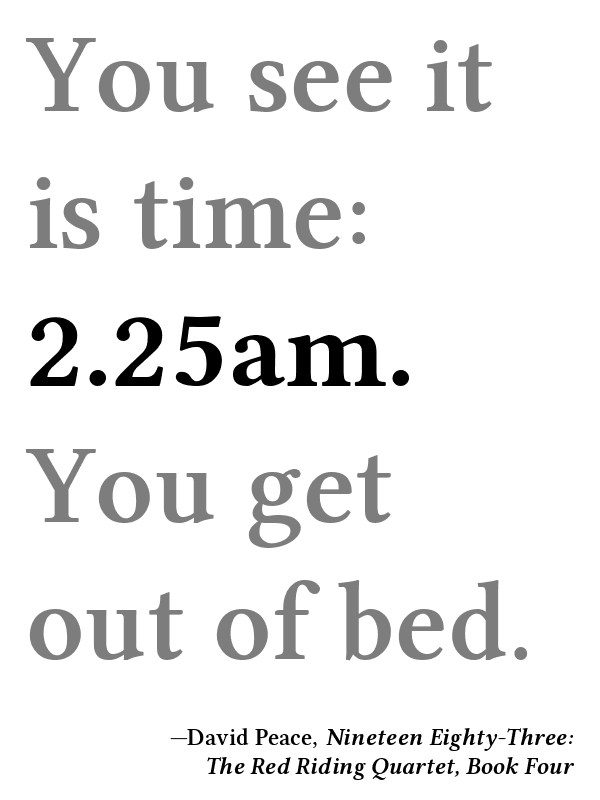 You see it
is time:
2.25am.
You get
out of bed.
—David Peace, Nineteen Eighty-Three:
The Red Riding Quartet, Book Four